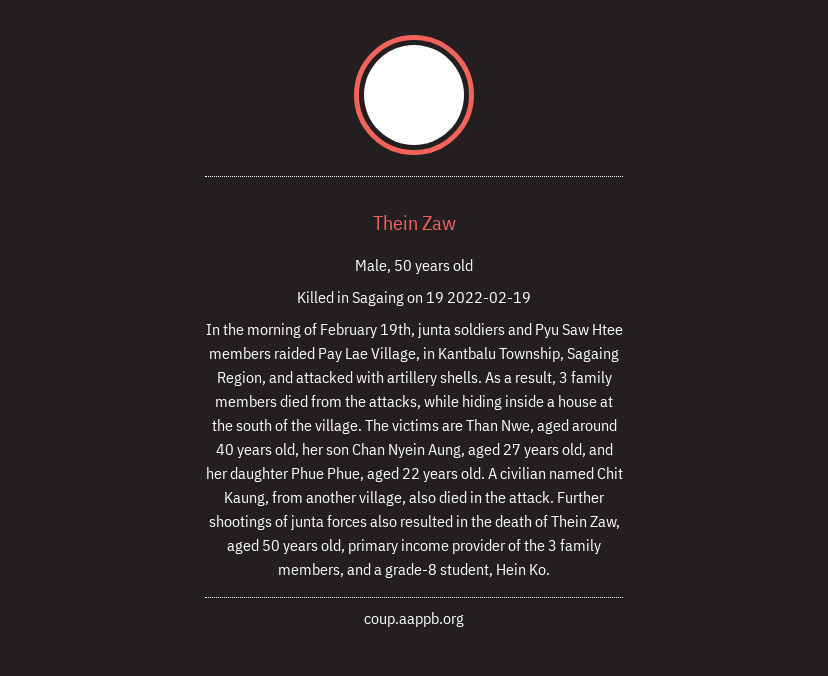 Thein Zaw
Male, 50 years old
Killed in Sagaing on 19 2022-02-19
In the morning of February 19th, junta soldiers and Pyu Saw Htee
members raided Pay Lae Village, in Kantbalu Township, Sagaing
Region, and attacked with artillery shells. As a result, 3 family
members died from the attacks, while hiding inside a house at
the south of the village. The victims are Than Nwe, aged around
40 years old, her son Chan Nyein Aung, aged 27 years old, and
her daughter Phue Phue, aged 22 years old. A civilian named Chit
Kaung, from another village, also died in the attack. Further
shootings of junta forces also resulted in the death of Thein Zaw,
aged 50 years old, primary income provider of the 3 family
members, and a grade-8 student, Hein Ko.
coup.aappb.org